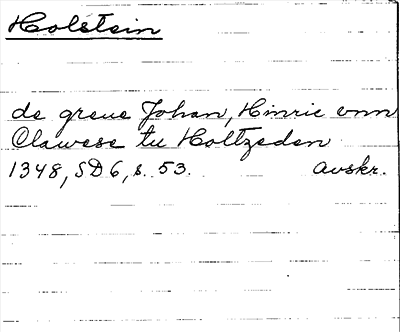 Holstein
de greue Johan, Hinric vnn
Clawese tu Holtzeden
1348, SD 6, s. 53. Avskr.